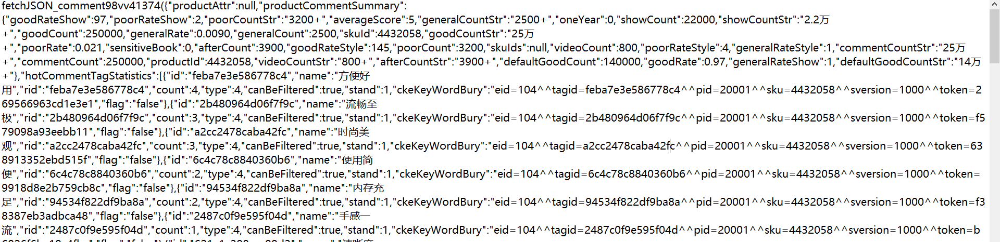 fetchJSON_comment98vv41374({"productAttr":null,"productCommentSummary":
{"goodRateShow":97,"poorRateShow":2,"poorCountStr":"3200+","averageScore":5,"generalCountStr":"2500+","oneYear":0,"showCount":22000,"showCountStr":"2.2万
+","goodCount":250000,"generalRate":0.0090,"generalCount":2500,"skuId":4432058,"goodCountStr":"25万
+","poorRate":0.021,"sensitiveBook":0,"afterCount":3900,"goodRateStyle":145,"poorCount":3200,"skuIds":null,"videoCount":800,"poorRateStyle":4,"generalRateStyle":1,"commentCountStr":"25万
+","commentCount":250000,"productId":4432058,"videoCountStr":"800+","afterCountStr":"3900+","defaultGoodCount":140000,"goodRate":0.97,"generalRateShow":1,"defaultGoodCountStr":"14万
+"},"hotCommentTagStatistics":[{"id":"feba7e3e586778c4","name":"方便好
用","rid":"feba7e3e586778c4","count":4,"type":4,"canBeFiltered":true,"stand":1,"ckeKeyWordBury":"eid=104^^tagid=feba7e3e586778c4^^pid=20001^^sku=4432058^^sversion=1000^^token=2
69566963cd1e3e1","flag":"false"},{"id":"2b480964d06f7f9c","name":"流畅至
极","rid":"2b480964d06f7f9c","count":3,"type":4,"canBeFiltered":true,"stand":1,"ckeKeyWordBury":"eid=104^^tagid=2b480964d06f7f9c^^pid=20001^^sku=4432058^^sversion=1000^^token=f5
79098a93eebb11","flag":"false"},{"id":"a2cc2478caba42fc","name":"时尚美
观","rid":"a2cc2478caba42fc","count":3,"type":4,"canBeFiltered":true,"stand":1,"ckeKeyWordBury":"eid=104^^tagid=a2cc2478caba42fc^^pid=20001^^sku=4432058^^sversion=1000^^token=63
8913352ebd515f","flag":"false"},{"id":"6c4c78c8840360b6","name":"使用简
便","rid":"6c4c78c8840360b6","count":2,"type":4,"canBeFiltered":true,"stand":1,"ckeKeyWordBury":"eid=104^^tagid=6c4c78c8840360b6^^pid=20001^^sku=4432058^^sversion=1000^^token=
9918d8e2b759cb8c","flag":"false"},{"id":"94534f822df9ba8a","name":"内存充
足","rid":"94534f822df9ba8a","count":2,"type":4,"canBeFiltered":true,"stand":1,"ckeKeyWordBury":"eid=104^^tagid=94534f822df9ba8a^^pid=20001^^sku=4432058^^sversion=1000^^token=f3
8387eb3adbca48","flag":"false"},{"id":"2487c0f9e595f04d","name":"手感一
流","rid":"2487c0f9e595f04d","count":1,"type":4,"canBeFiltered":true,"stand":1,"ckeKeyWordBury":"eid=104^^tagid=2487c0f9e595f04d^^pid=20001^^sku=4432058^^sversion=1000^^token=b